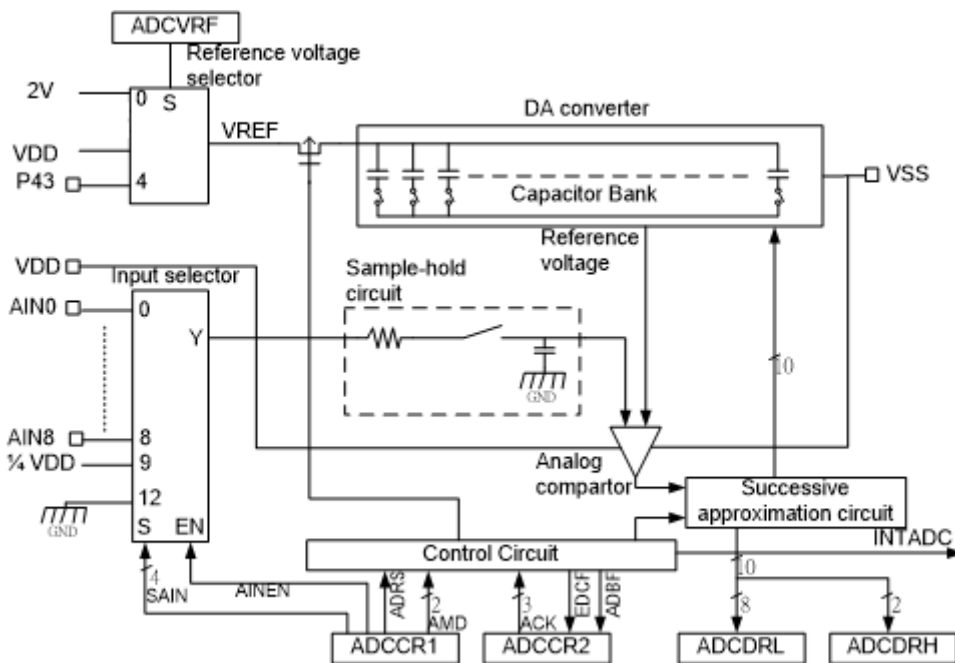 ADCVRF
Reference voltage
selector
2V
0
S
VDD
P43
4
VREF
DA converter
Capacitor Bank
VSS
Reference
voltage
VDD
Input selector
AIN0
0
Y
Sample-hold
circuit
GND
10
AIN8
8
¼ VDD
9
12
GND
S
EN
Analog
compartor
Successive
approximation circuit
Control Circuit
INTADC
10
4
SAIN
AINEN
ADRS
2
AMD
3
ACK
EDCF
ADBF
8
2
ADCCR1
ADCCR2
ADCDRL
ADCDRH